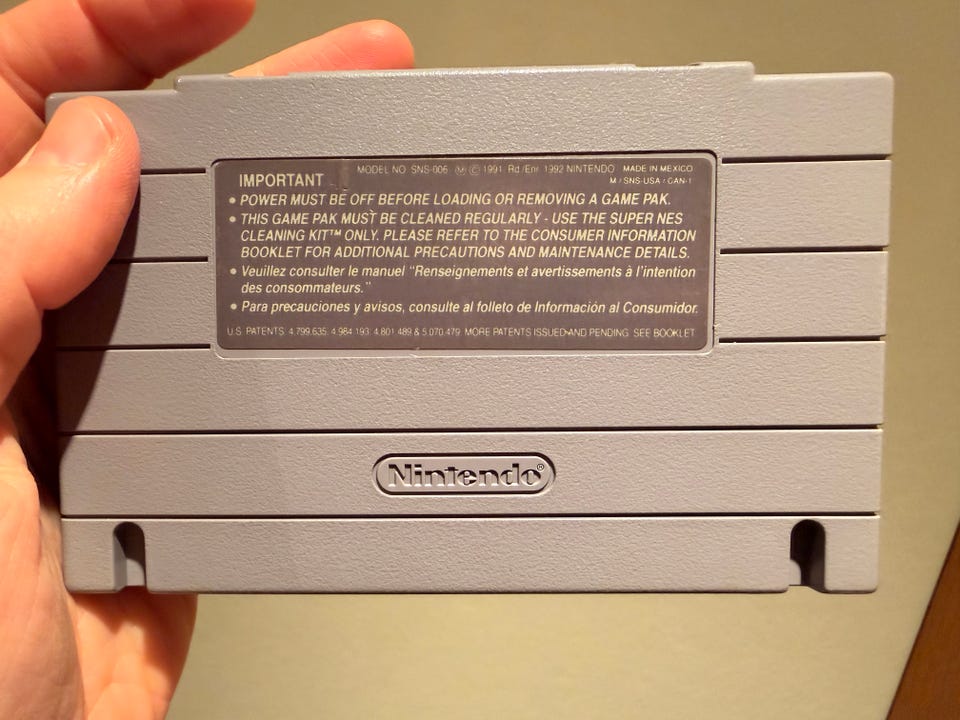 IMPORTANT MODEL NO. SNS-006 Ⓜ Ⓒ 1991 Rd/Enr 1992 NINTENDO MADE IN MEXICO
M / SNS-USA / CAN-1
• POWER MUST BE OFF BEFORE LOADING OR REMOVING A GAME PAK.
• THIS GAME PAK MUST BE CLEANED REGULARLY - USE THE SUPER NES
CLEANING KIT™ ONLY. PLEASE REFER TO THE CONSUMER INFORMATION
BOOKLET FOR ADDITIONAL PRECAUTIONS AND MAINTENANCE DETAILS.
• Veuillez consulter le manuel "Renseignements et avertissements à l'intention
des consommateurs."
• Para precauciones y avisos, consulte al folleto de Información al Consumidor.
U.S. PATENTS: 4,799,635; 4,984,193; 4,801,489 & 5,070,479 MORE PATENTS ISSUED AND PENDING. SEE BOOKLET
Nintendo®